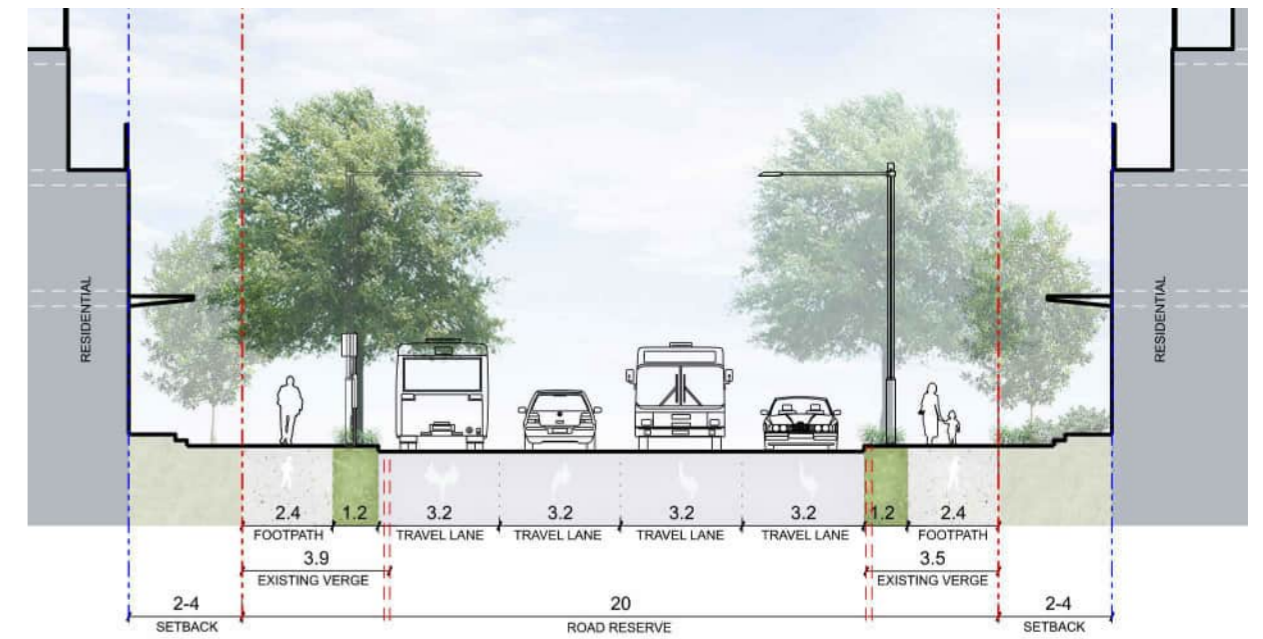 RESIDENTIAL
RESIDENTIAL
2.4 1.2 3.2 3.2 3.2 3.2 1.2 2.4
FOOTPATH TRAVEL LANE TRAVEL LANE TRAVEL LANE TRAVEL LANE FOOTPATH
3.9 3.5
EXISTING VERGE EXISTING VERGE
2-4 20 2-4
SETBACK ROAD RESERVE SETBACK